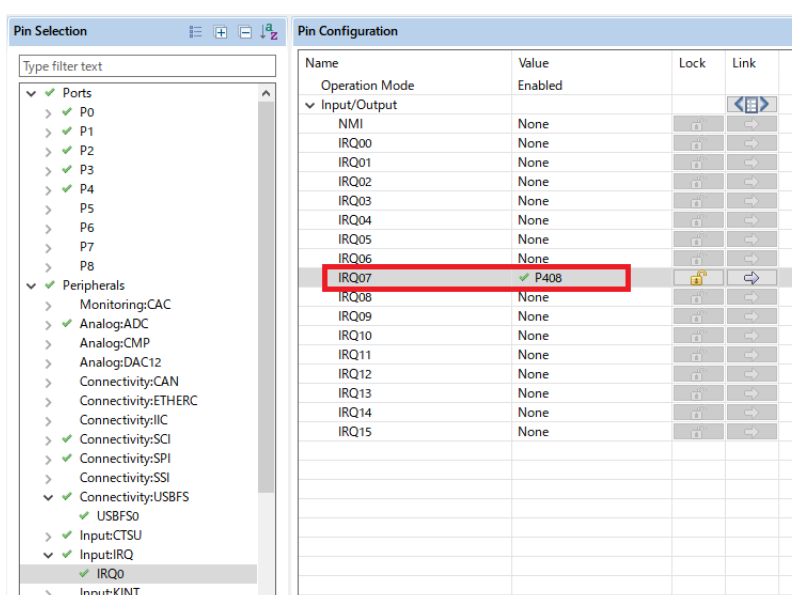 Pin Selection
Type filter text
Ports
P0
P1
P2
P3
P4
P5
P6
P7
P8
Peripherals
Monitoring:CAC
Analog:ADC
Analog:CMP
Analog:DAC12
Connectivity:CAN
Connectivity:ETHERC
Connectivity:IIC
Connectivity:SCI
Connectivity:SPI
Connectivity:SSI
Connectivity:USBFS
USBFS0
Input:CTSU
Input:IRQ
IRQ0
Input:KINT
Pin Configuration
Name Value Lock Link
Operation Mode Enabled
Input/Output
NMI None
IRQ00 None
IRQ01 None
IRQ02 None
IRQ03 None
IRQ04 None
IRQ05 None
IRQ06 None
IRQ07 P408
IRQ08 None
IRQ09 None
IRQ10 None
IRQ11 None
IRQ12 None
IRQ13 None
IRQ14 None
IRQ15 None